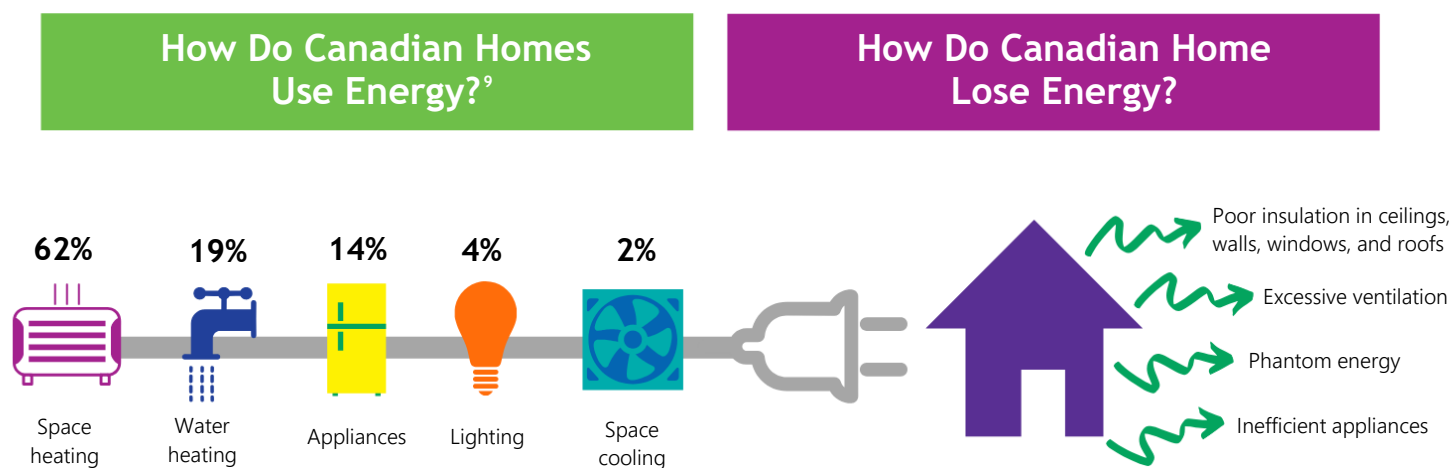 How Do Canadian Homes
Use Energy?⁹
How Do Canadian Home
Lose Energy?
62%
19%
14%
4%
2%
Space
heating
Water
heating
Appliances
Lighting
Space
cooling
Poor insulation in ceilings,
walls, windows, and roofs
Excessive ventilation
Phantom energy
Inefficient appliances